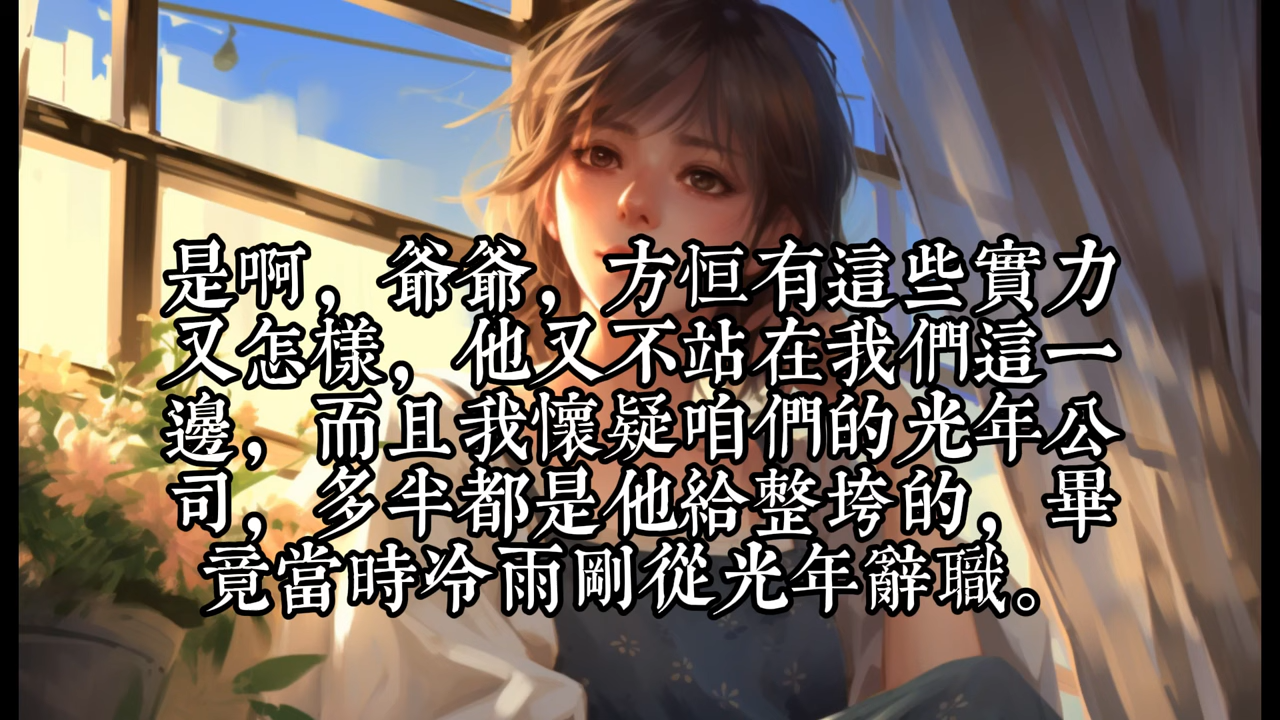 是啊，爺爺，方恒有這些實力
又怎樣，他又不站在我們這一
邊，而且我懷疑咱們的光年公
司，多半都是他給整垮的，畢
竟當時冷雨剛從光年辭職。